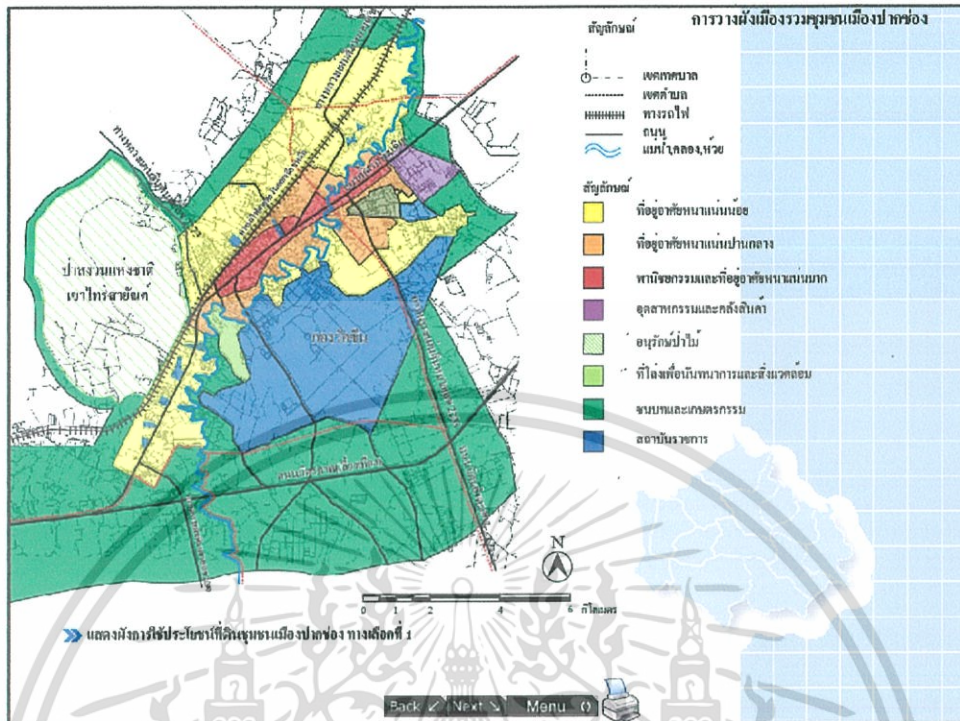 การวางผังเมืองรวมชุมชนเมืองปากช่อง
สัญลักษณ์
เขตเทศบาล
เขตตำบล
ทางรถไฟ
ถนน
แม่น้ำ,คลอง,ห้วย
สัญลักษณ์
ที่อยู่อาศัยหนาแน่นน้อย
ที่อยู่อาศัยหนาแน่นปานกลาง
พาณิชยกรรมและที่อยู่อาศัยหนาแน่นมาก
อุตสาหกรรมและคลังสินค้า
อนุรักษ์ป่าไม้
ที่โล่งเพื่อนันทนาการและสิ่งแวดล้อม
ชนบทและเกษตรกรรม
สถาบันราชการ
ป่าสงวนแห่งชาติ
เขาไทรสายัณห์
N
0 1 2 4 6 กิโลเมตร
แสดงผังการใช้ประโยชน์ที่ดินชุมชนเมืองปากช่อง ทางเลือกที่ 1
Back Next Menu